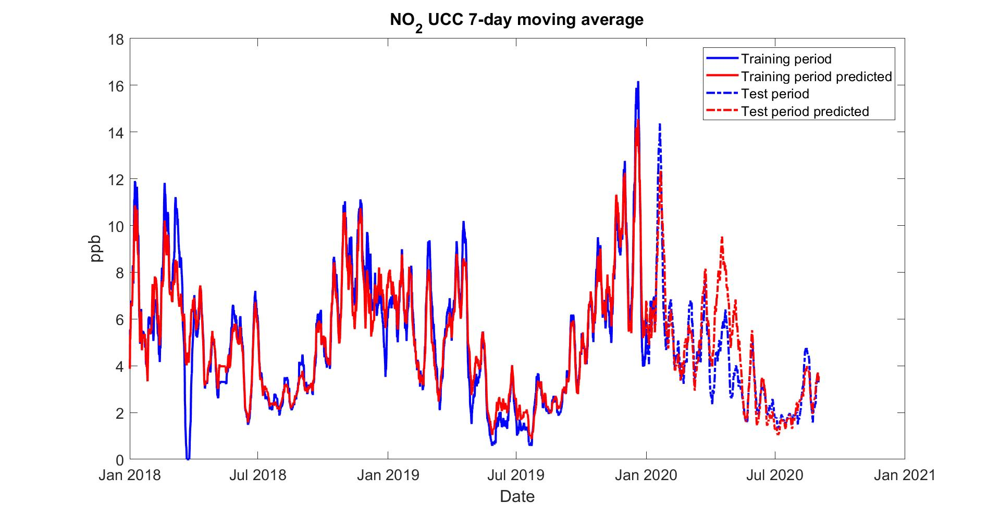 NO2 UCC 7-day moving average
18
16
14
12
10
8
6
4
2
0
ppb
Training period
Training period predicted
Test period
Test period predicted
Jan 2018 Jul 2018 Jan 2019 Jul 2019 Jan 2020 Jul 2020 Jan 2021
Date